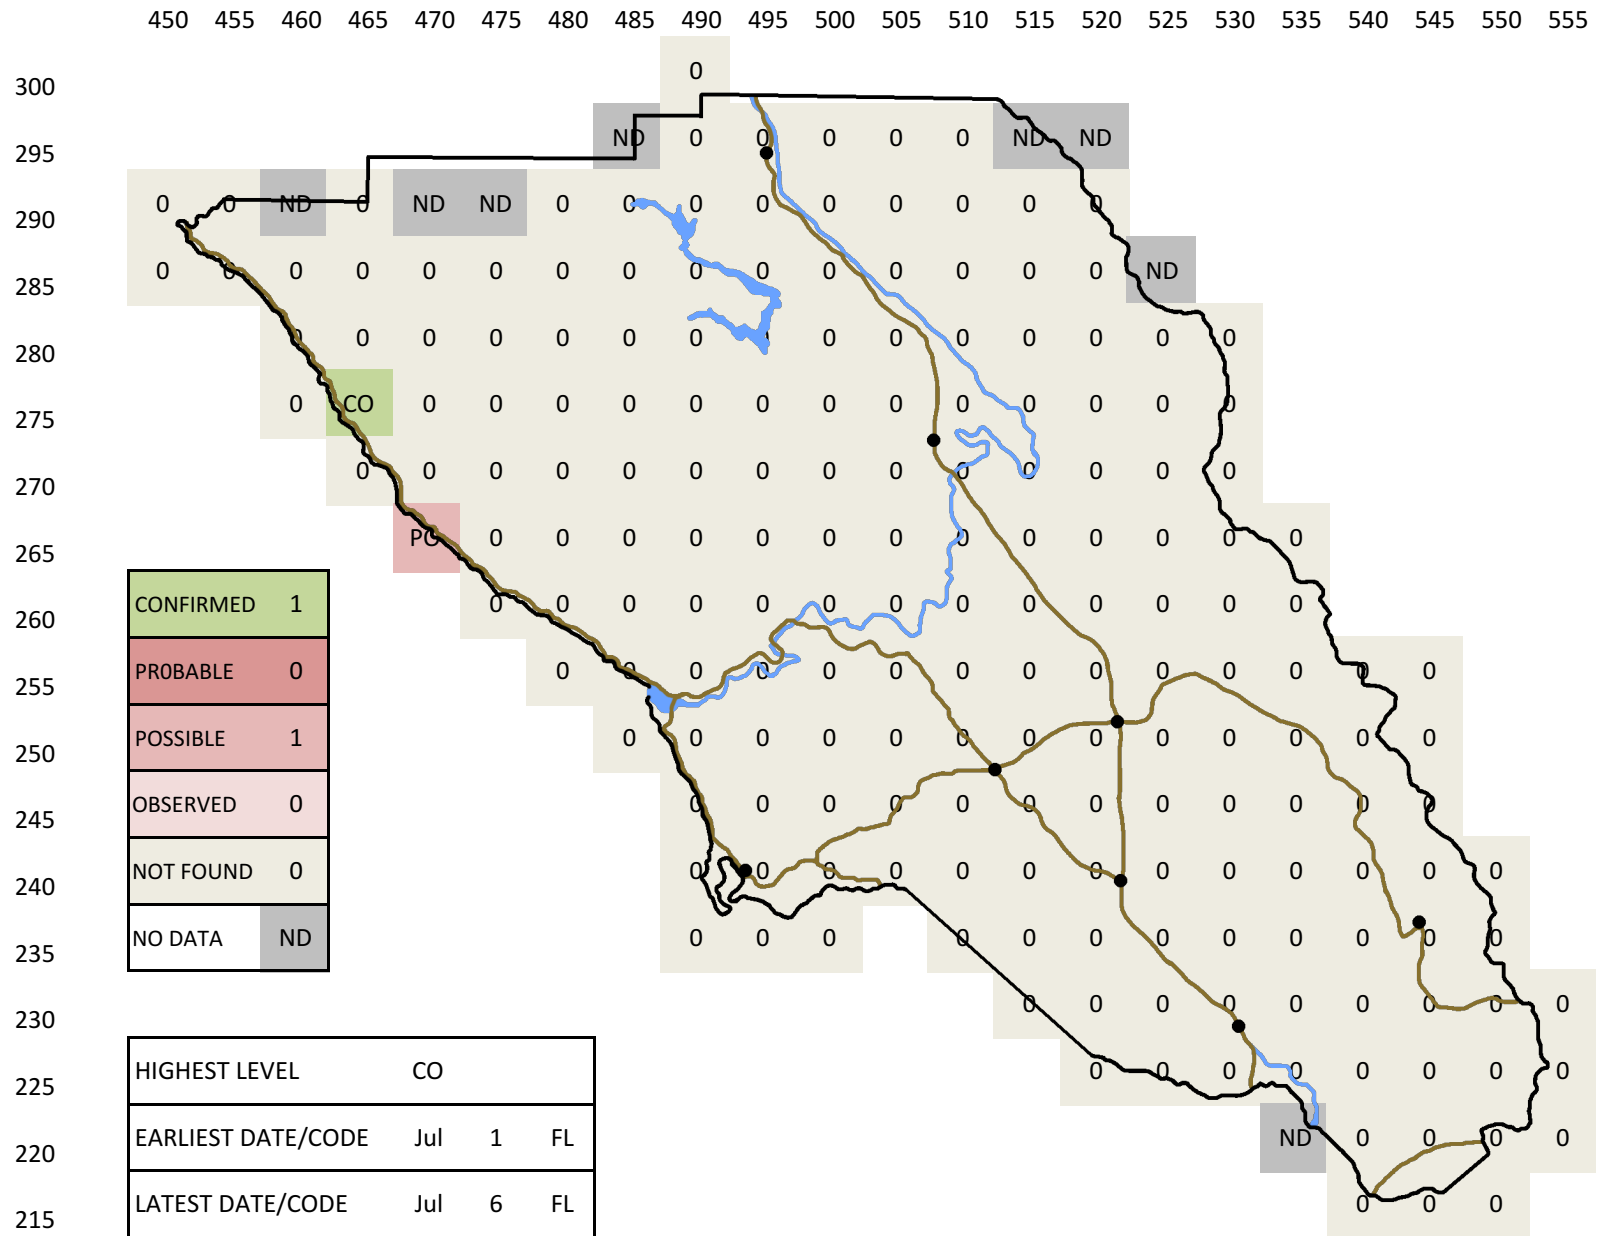 450 455 460 465 470 475 480 485 490 495 500 505 510 515 520 525 530 535 540 545 550 555
300 0
295 ND 0 0 0 0 0 ND ND
290 0 0 ND 0 ND ND 0 0 0 0 0 0 0 0 0
285 0 0 0 0 0 0 0 0 0 0 0 0 0 0 0 ND
280 0 0 0 0 0 0 0 0 0 0 0 0 0 0 0
275 0 CO 0 0 0 0 0 0 0 0 0 0 0 0 0
270 0 0 0 0 0 0 0 0 0 0 0 0 0 0
265 PO 0 0 0 0 0 0 0 0 0 0 0 0 0
260 CONFIRMED 1 0 0 0 0 0 0 0 0 0 0 0 0 0
255 PR0BABLE 0 0 0 0 0 0 0 0 0 0 0 0 0 0 0
250 POSSIBLE 1 0 0 0 0 0 0 0 0 0 0 0 0 0
245 OBSERVED 0 0 0 0 0 0 0 0 0 0 0 0 0
240 NOT FOUND 0 0 0 0 0 0 0 0 0 0 0 0 0 0
235 NO DATA ND 0 0 0 0 0 0 0 0 0 0 0 0
230 0 0 0 0 0 0 0 0 0
225 HIGHEST LEVEL CO 0 0 0 0 0 0 0 0
220 EARLIEST DATE/CODE Jul 1 FL ND 0 0 0 0
215 LATEST DATE/CODE Jul 6 FL 0 0 0